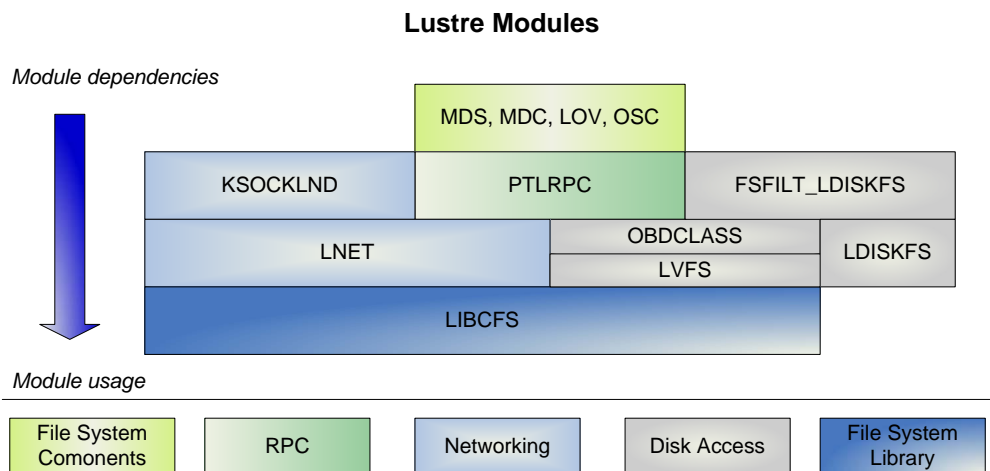 Lustre Modules
Module dependencies
MDS, MDC, LOV, OSC
KSOCKLND
PTLRPC
FSFILT_LDISKFS
LNET
OBDCLASS
LVFS
LDISKFS
LIBCFS
Module usage
File System
Comonents
RPC
Networking
Disk Access
File System
Library